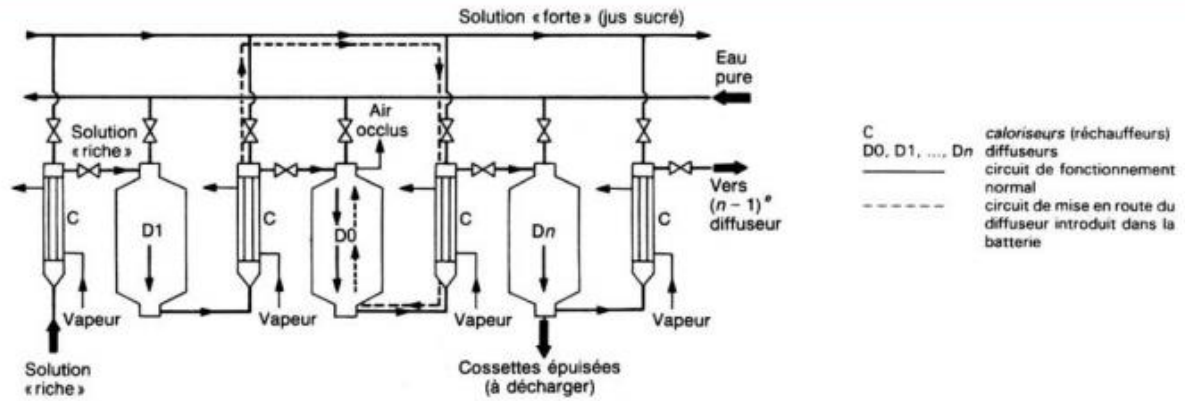 Solution « forte » (jus sucré)
Eau
pure
Air
occlus
Solution
« riche »
C
D1
C
D0
C
Dn
C
Vers
(n – 1)e
diffuseur
Vapeur
Vapeur
Vapeur
Vapeur
Solution
« riche »
Cossettes épuisées
(à décharger)
C caloriseurs (réchauffeurs)
D0, D1, ..., Dn diffuseurs
circuit de fonctionnement
normal
circuit de mise en route du
diffuseur introduit dans la
batterie